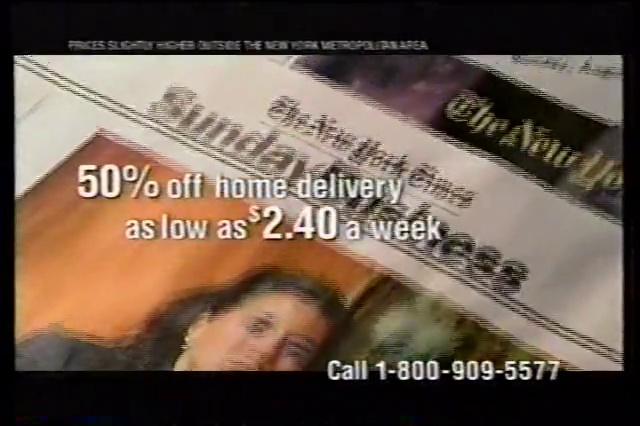 PRICES SLIGHTLY HIGHER OUTSIDE THE NEW YORK METROPOLITAN AREA
The New Yo
The New York Times
Sunday Business
50% off home delivery
as low as $2.40 a week
Call 1-800-909-5577